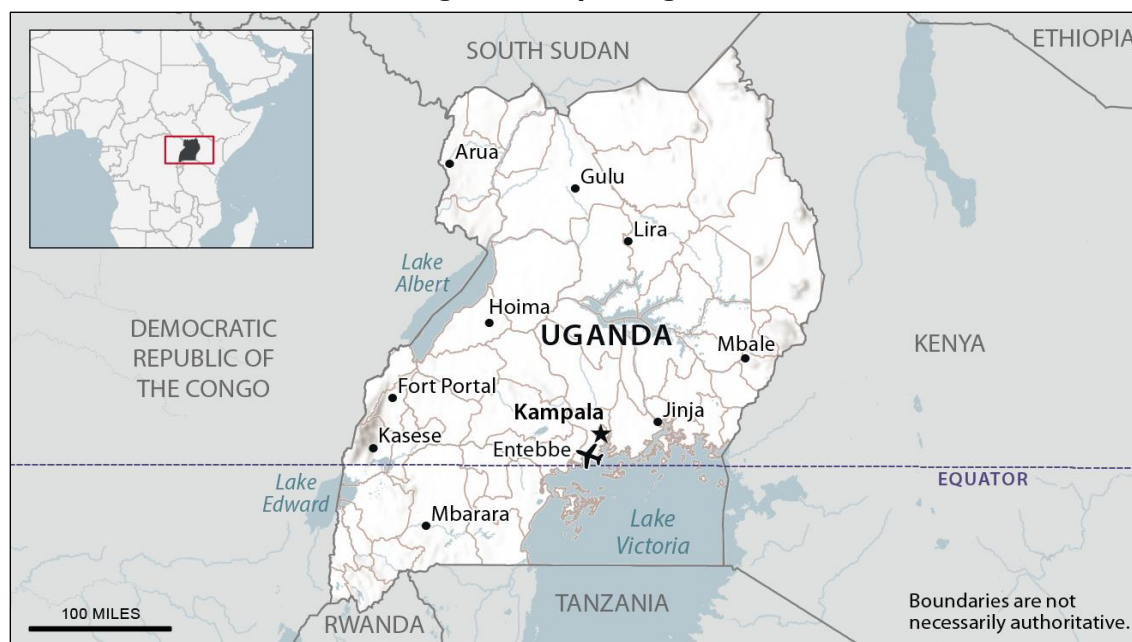 SOUTH SUDAN
ETHIOPIA
Arua
Gulu
Lira
Lake
Albert
Hoima
DEMOCRATIC
REPUBLIC OF
THE CONGO
UGANDA
Mbale
KENYA
Fort Portal
Kampala
Jinja
Kasese
Entebbe
EQUATOR
Lake
Edward
Mbarara
Lake
Victoria
100 MILES
RWANDA
TANZANIA
Boundaries are not
necessarily authoritative.